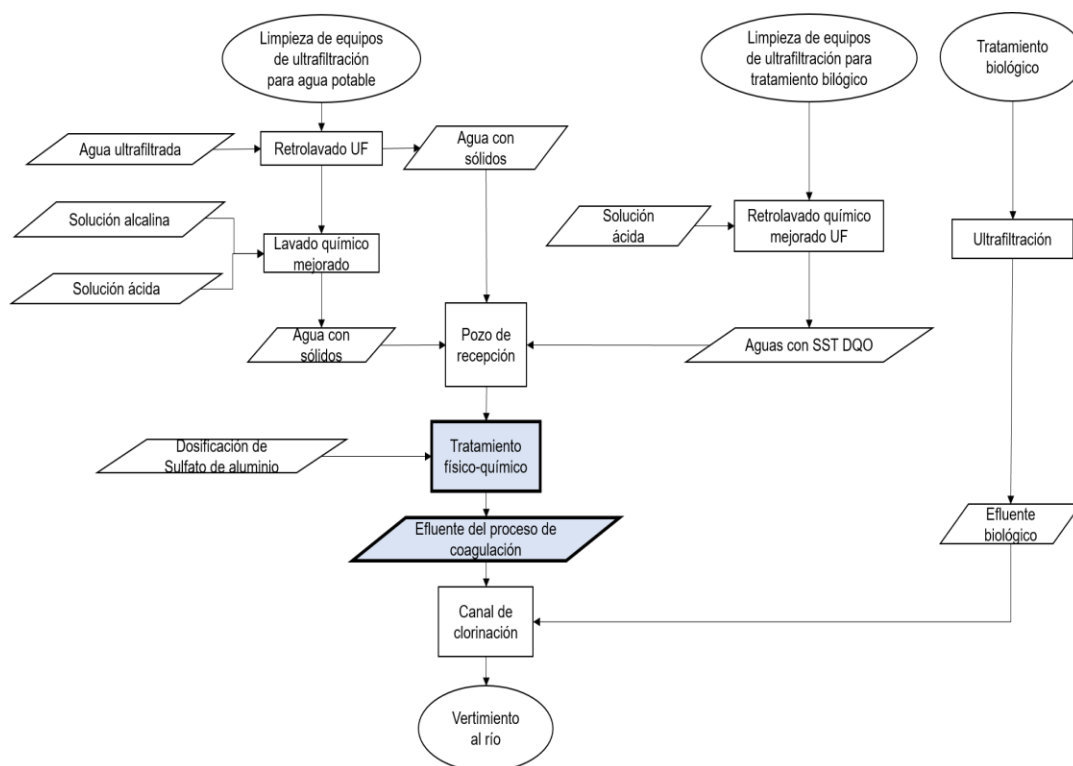 Limpieza de equipos
de ultrafiltración
para agua potable
Limpieza de equipos
de ultrafiltración para
tratamiento bilógico
Tratamiento
biológico
Agua ultrafiltrada
Retrolavado UF
Agua con
sólidos
Solución alcalina
Solución ácida
Lavado químico
mejorado
Solución
ácida
Retrolavado químico
mejorado UF
Ultrafiltración
Agua con
sólidos
Pozo de
recepción
Aguas con SST DQO
Dosificación de
Sulfato de aluminio
Tratamiento
físico-químico
Efluente del proceso de
coagulación
Efluente
biológico
Canal de
clorinación
Vertimiento
al río